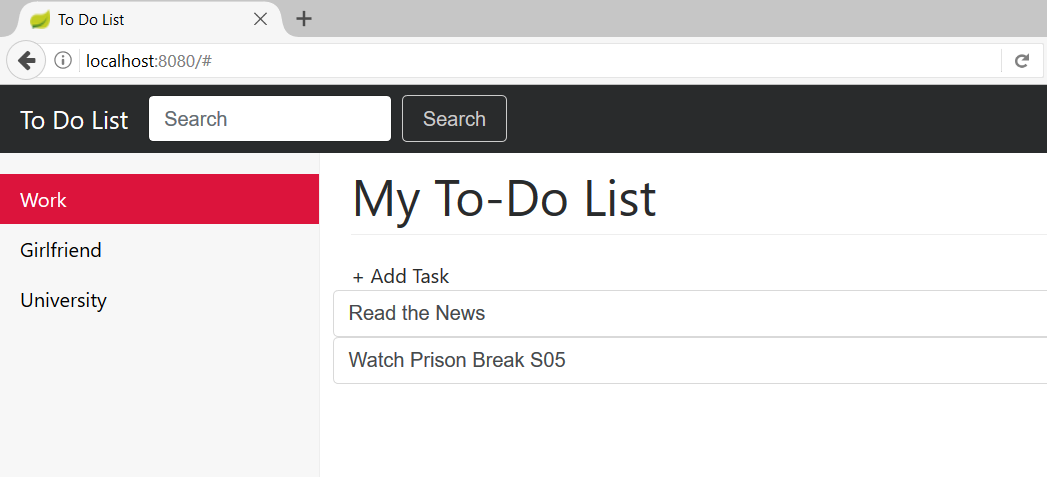 To Do List
localhost:8080/#
To Do List Search Search
Work
Girlfriend
University
My To-Do List
+ Add Task
Read the News
Watch Prison Break S05